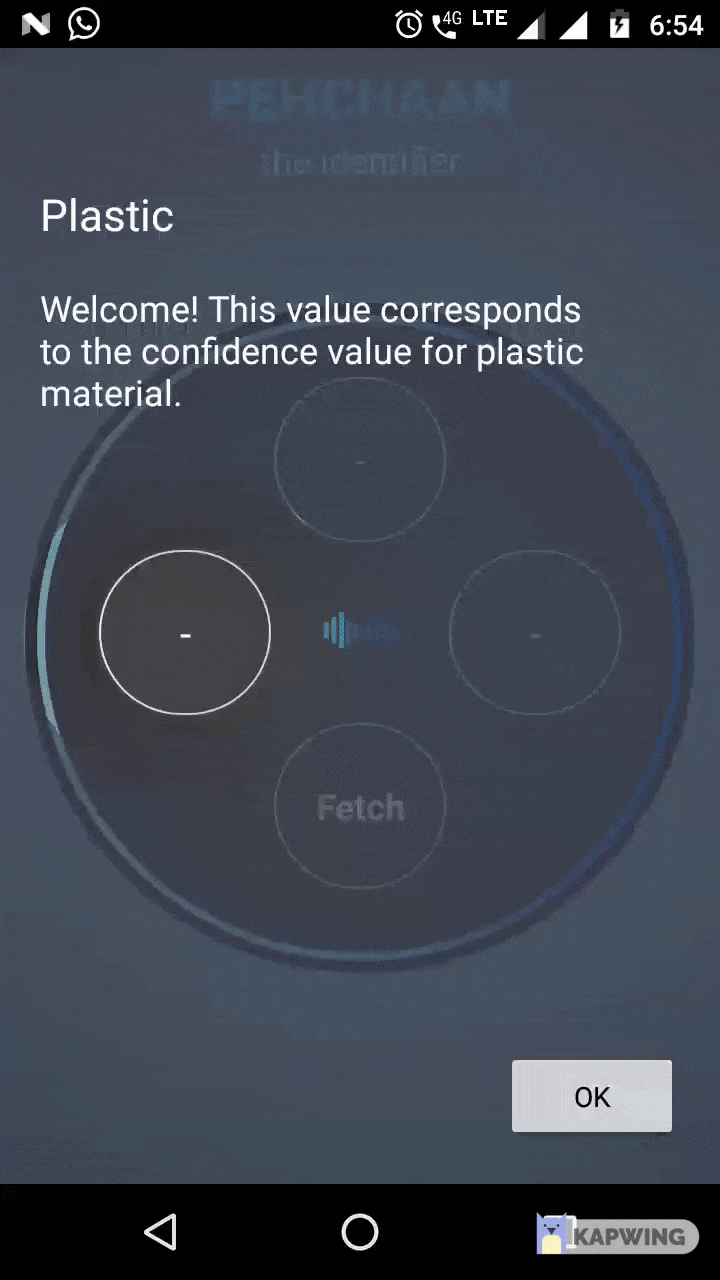 4G LTE 6:54
PEHCHAAN
the identifier
Plastic
Welcome! This value corresponds
to the confidence value for plastic
material.
-
- -
Fetch
OK
KAPWING